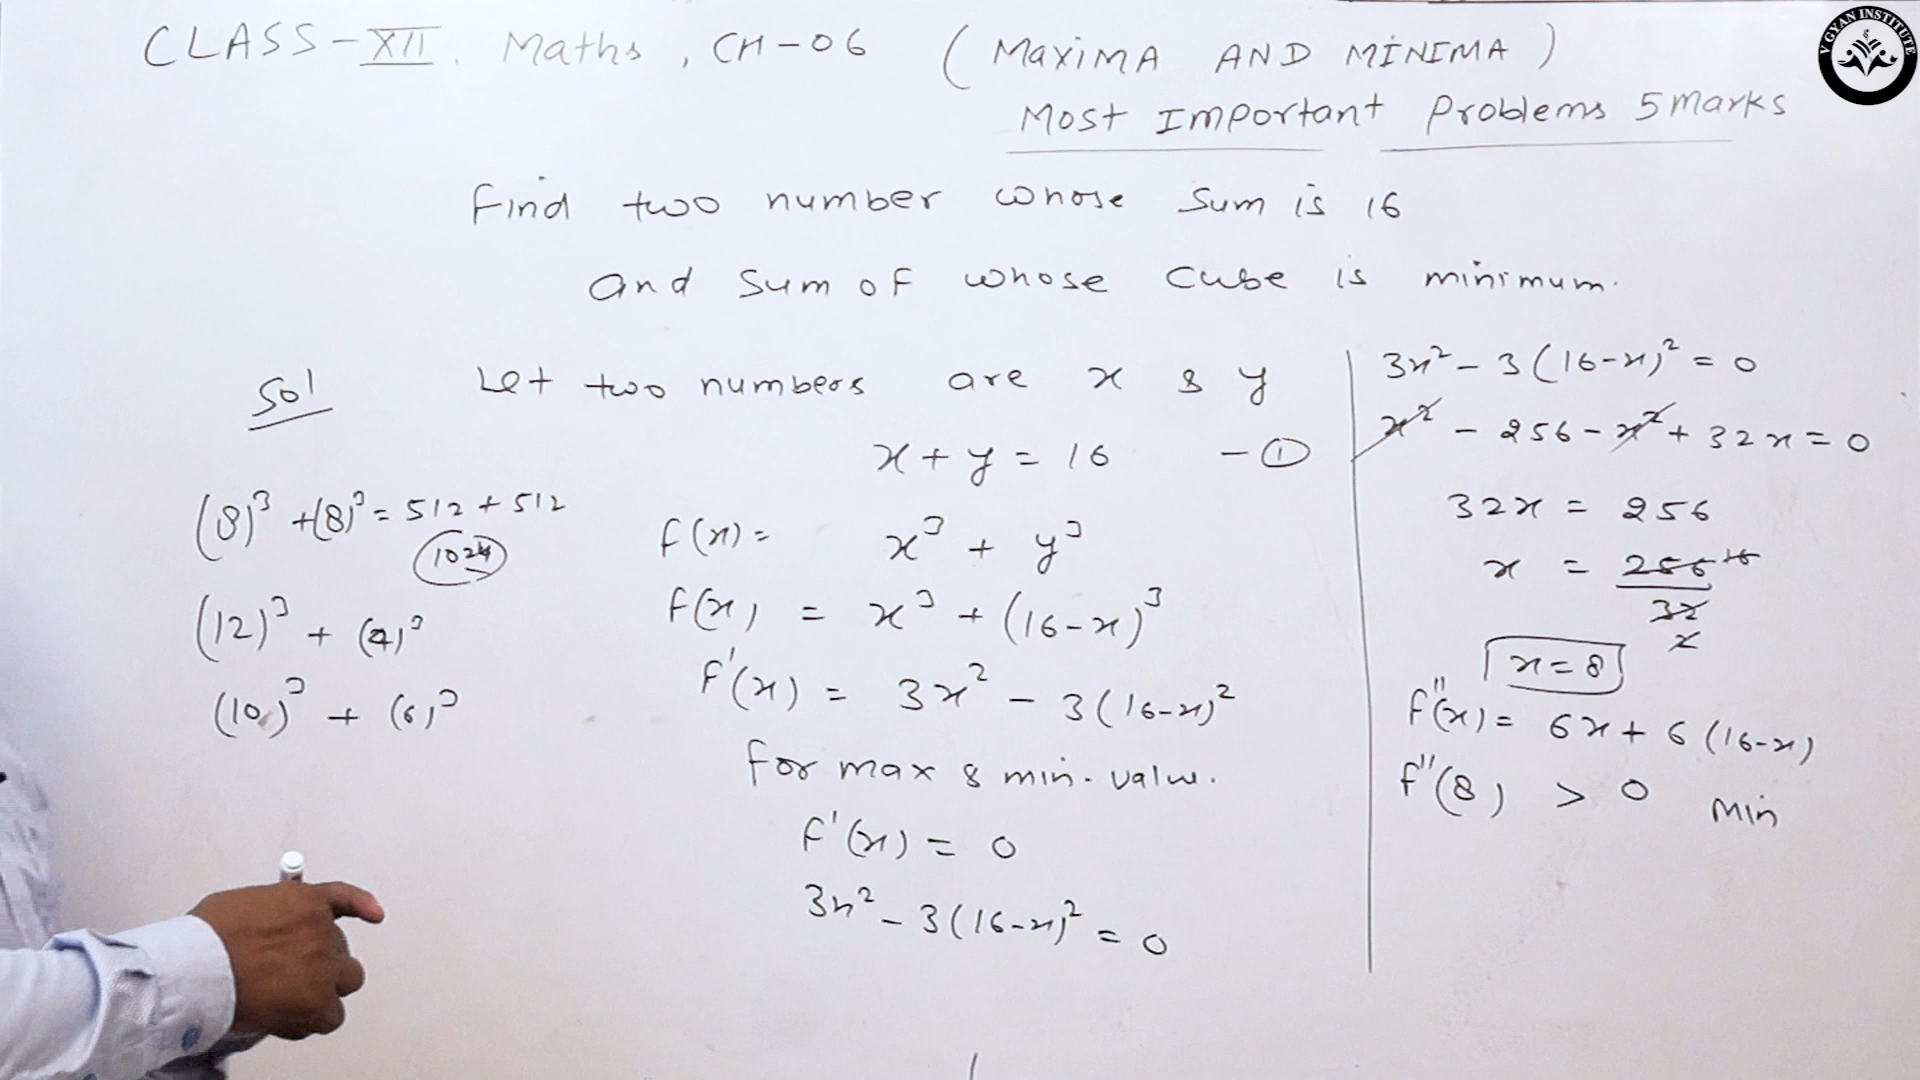 CLASS-XII. Maths, CH-06 (MaxiMA AND MINIMA)
Most Important Problems 5 Marks
V GYAN INSTITUTE
Find two number whose sum is 16
and sum of whose cube is minimum.
Sol Let two numbers are x & y
x + y = 16 - ①
f(x) = x³ + y³
f(x) = x³ + (16-x)³
f'(x) = 3x² - 3(16-x)²
for max & min. value.
f'(x) = 0
3x² - 3(16-x)² = 0
(8)³ + (8)³ = 512 + 512
1024
(12)³ + (4)³
(10)³ + (6)³
3x² - 3(16-x)² = 0
x² - 256 - x² + 32x = 0
32x = 256
x = 256/32
x = 8
f"(x) = 6x + 6(16-x)
f"(8) > 0 Min